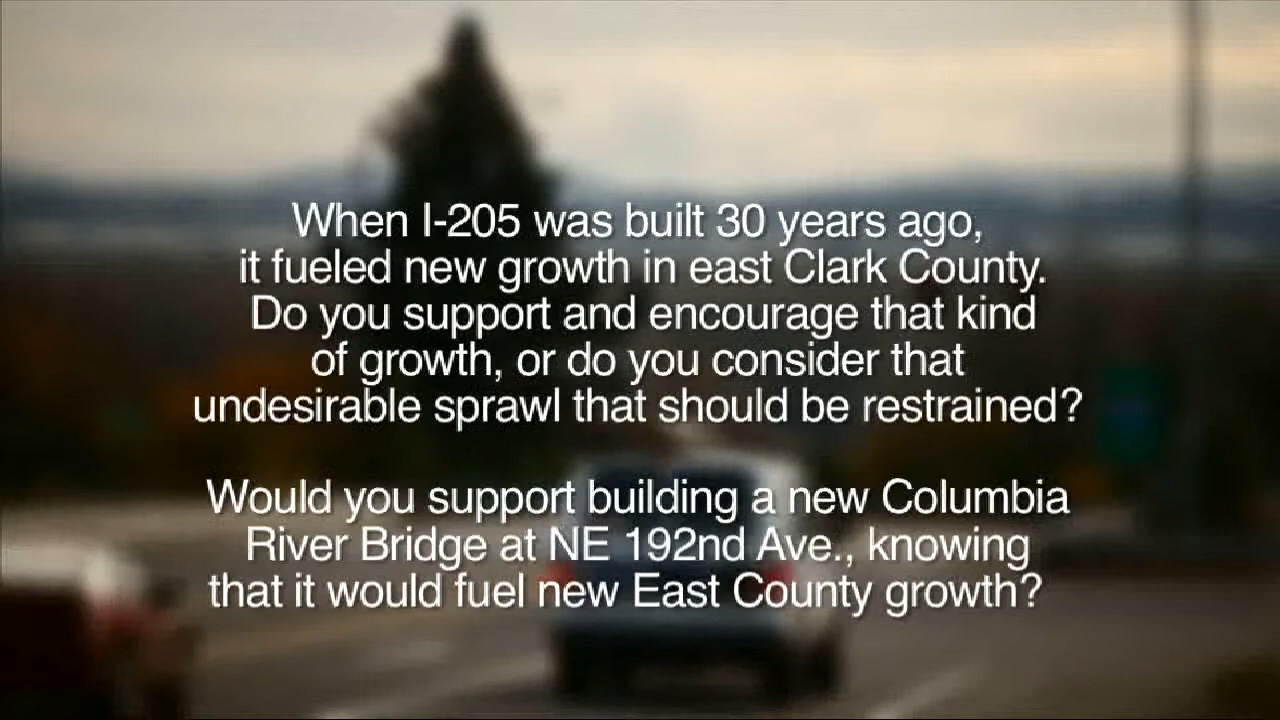 When I-205 was built 30 years ago,
it fueled new growth in east Clark County.
Do you support and encourage that kind
of growth, or do you consider that
undesirable sprawl that should be restrained?
Would you support building a new Columbia
River Bridge at NE 192nd Ave., knowing
that it would fuel new East County growth?